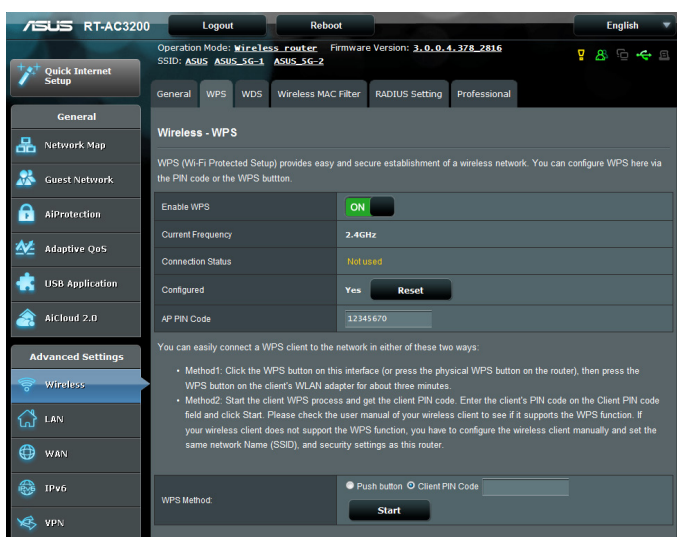 ASUS RT-AC3200 Logout Reboot English
Operation Mode: Wireless router Firmware Version: 3.0.0.4.378_2816
SSID: ASUS ASUS_5G-1 ASUS_5G-2
Quick Internet
Setup
General WPS WDS Wireless MAC Filter RADIUS Setting Professional
General
Network Map
Guest Network
AiProtection
Adaptive QoS
USB Application
AiCloud 2.0
Advanced Settings
Wireless
LAN
WAN
IPv6
VPN
Wireless - WPS
WPS (Wi-Fi Protected Setup) provides easy and secure establishment of a wireless network. You can configure WPS here via
the PIN code or the WPS buttton.
Enable WPS ON
Current Frequency 2.4GHz
Connection Status Not used
Configured Yes Reset
AP PIN Code 12345670
You can easily connect a WPS client to the network in either of these two ways:
• Method1: Click the WPS button on this interface (or press the physical WPS button on the router), then press the
WPS button on the client's WLAN adapter for about three minutes.
• Method2: Start the client WPS process and get the client PIN code. Enter the client's PIN code on the Client PIN code
field and click Start. Please check the user manual of your wireless client to see if it supports the WPS function. If
your wireless client does not support the WPS function, you have to configure the wireless client manually and set the
same network Name (SSID), and security settings as this router.
WPS Method: Push button Client PIN Code
Start